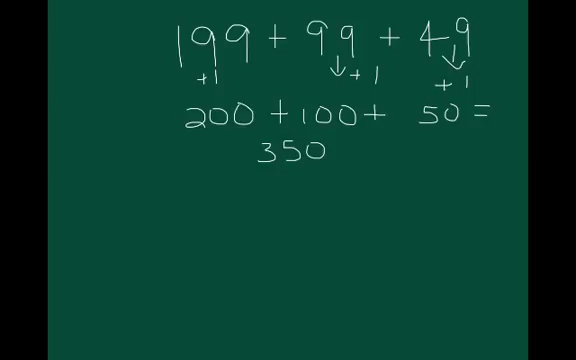 199 + 99 + 49
+1 ↓ +1 ↓ +1
200 + 100 + 50 =
350